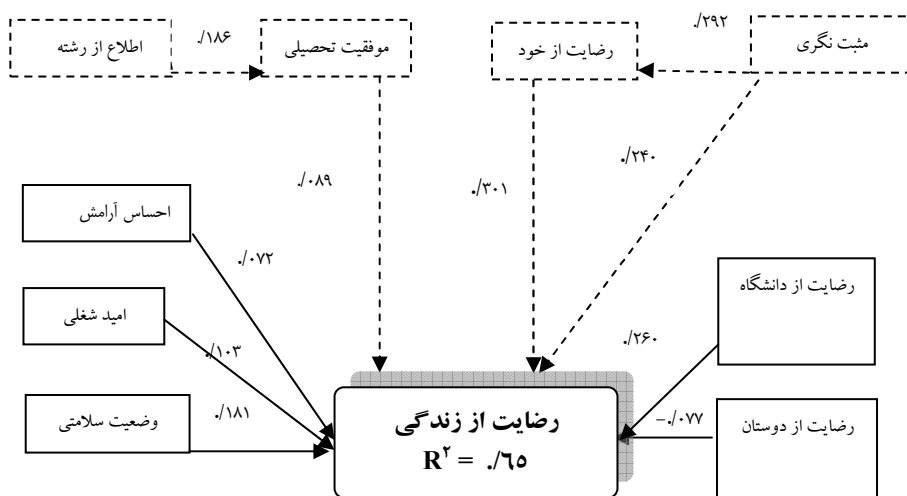 ./۲۹۲
./۱۸۶
مثبت نگری
رضایت از خود
موفقیت تحصیلی
اطلاع از رشته
./۲۴۰
./۳۰۱
./۰۸۹
احساس آرامش
./۰۷۲
رضایت از دانشگاه
امید شغلی
./۲۶۰
./۱۰۳
رضایت از دوستان
-./۰۷۷
رضایت از زندگی
R۲ = ./٦٥
./۱۸۱
وضعیت سلامتی